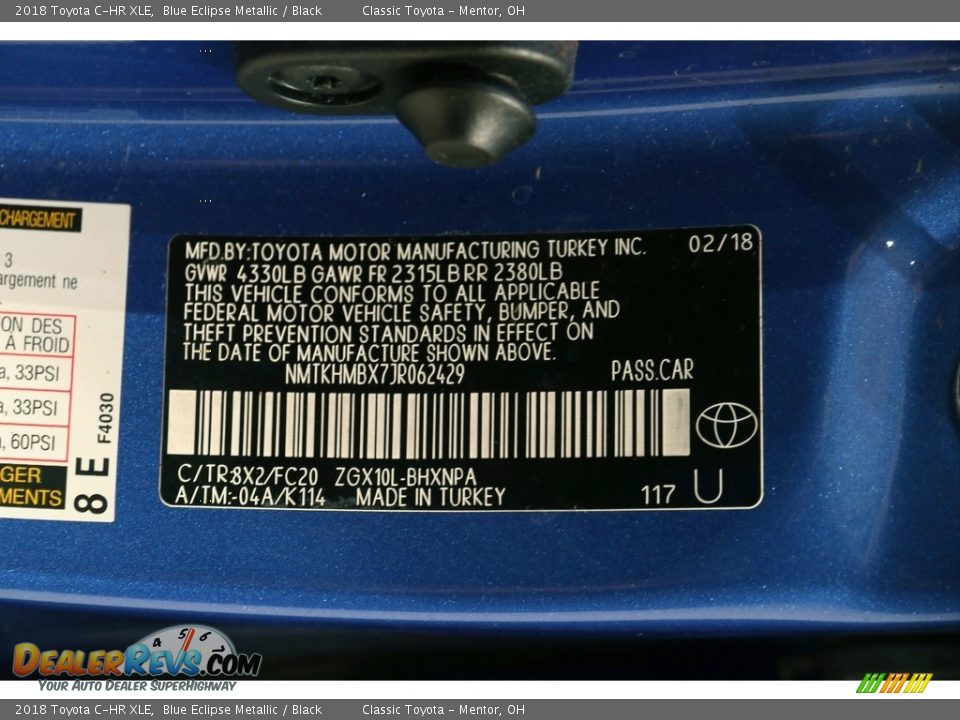 2018 Toyota C-HR XLE, Blue Eclipse Metallic / Black Classic Toyota - Mentor, OH
CHARGEMENT
3
argement ne
ON DES
À FROID
a, 33PSI
a, 33PSI
a, 60PSI
GER
MENTS
8 E F4030
MFD.BY:TOYOTA MOTOR MANUFACTURING TURKEY INC. 02/18
GVWR 4330LB GAWR FR 2315LB RR 2380LB
THIS VEHICLE CONFORMS TO ALL APPLICABLE
FEDERAL MOTOR VEHICLE SAFETY, BUMPER, AND
THEFT PREVENTION STANDARDS IN EFFECT ON
THE DATE OF MANUFACTURE SHOWN ABOVE.
NMTKHMBX7JR062429 PASS.CAR
C/TR:8X2/FC20 ZGX10L-BHXNPA
A/TM:-04A/K114 MADE IN TURKEY 117 U
4 5 6
DEALERREVS.COM
YOUR AUTO DEALER SUPERHIGHWAY
2018 Toyota C-HR XLE, Blue Eclipse Metallic / Black Classic Toyota - Mentor, OH